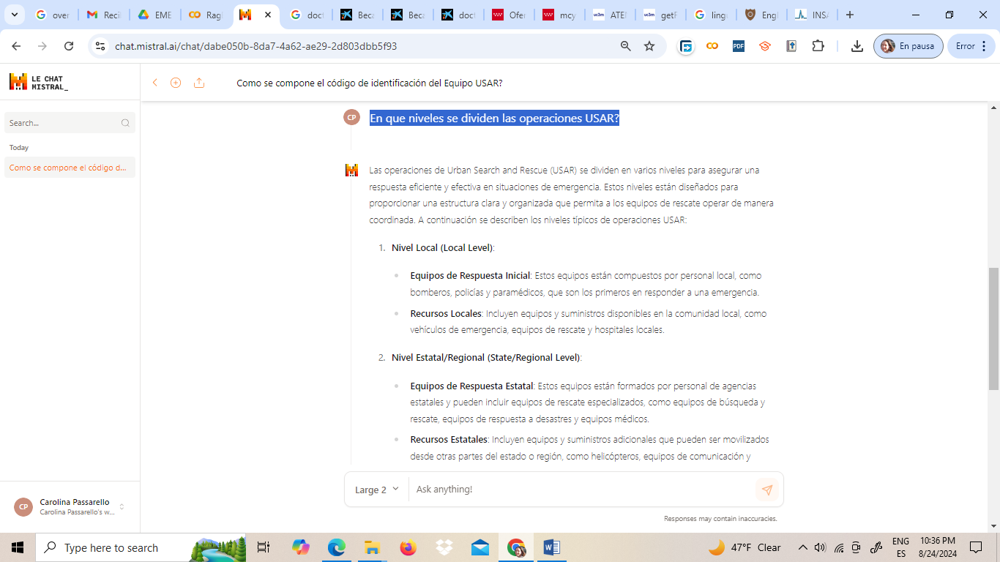 over
Reci
EME
Rag
doct
Beca
Beca
doct
Ofer
mcy
ATEI
getF
ling
Engl
INSA
chat.mistral.ai/chat/dabe050b-8da7-4a62-ae29-2d803dbb5f93
PDF
En pausa
Error
LE CHAT
MISTRAL_
Como se compone el código de identificación del Equipo USAR?
Search...
Today
Como se compone el código d...
CP
En que niveles se dividen las operaciones USAR?
Las operaciones de Urban Search and Rescue (USAR) se dividen en varios niveles para asegurar una
respuesta eficiente y efectiva en situaciones de emergencia. Estos niveles están diseñados para
proporcionar una estructura clara y organizada que permita a los equipos de rescate operar de manera
coordinada. A continuación se describen los niveles típicos de operaciones USAR:
1. Nivel Local (Local Level):
Equipos de Respuesta Inicial: Estos equipos están compuestos por personal local, como
bomberos, policías y paramédicos, que son los primeros en responder a una emergencia.
Recursos Locales: Incluyen equipos y suministros disponibles en la comunidad local, como
vehículos de emergencia, equipos de rescate y hospitales locales.
2. Nivel Estatal/Regional (State/Regional Level):
Equipos de Respuesta Estatal: Estos equipos están formados por personal de agencias
estatales y pueden incluir equipos de rescate especializados, como equipos de búsqueda y
rescate, equipos de respuesta a desastres y equipos médicos.
Recursos Estatales: Incluyen equipos y suministros adicionales que pueden ser movilizados
desde otras partes del estado o región, como helicópteros, equipos de comunicación y
Large 2
Ask anything!
Responses may contain inaccuracies.
CP
Carolina Passarello
Carolina Passarello's w...
Type here to search
47°F Clear
ENG
ES
10:36 PM
8/24/2024